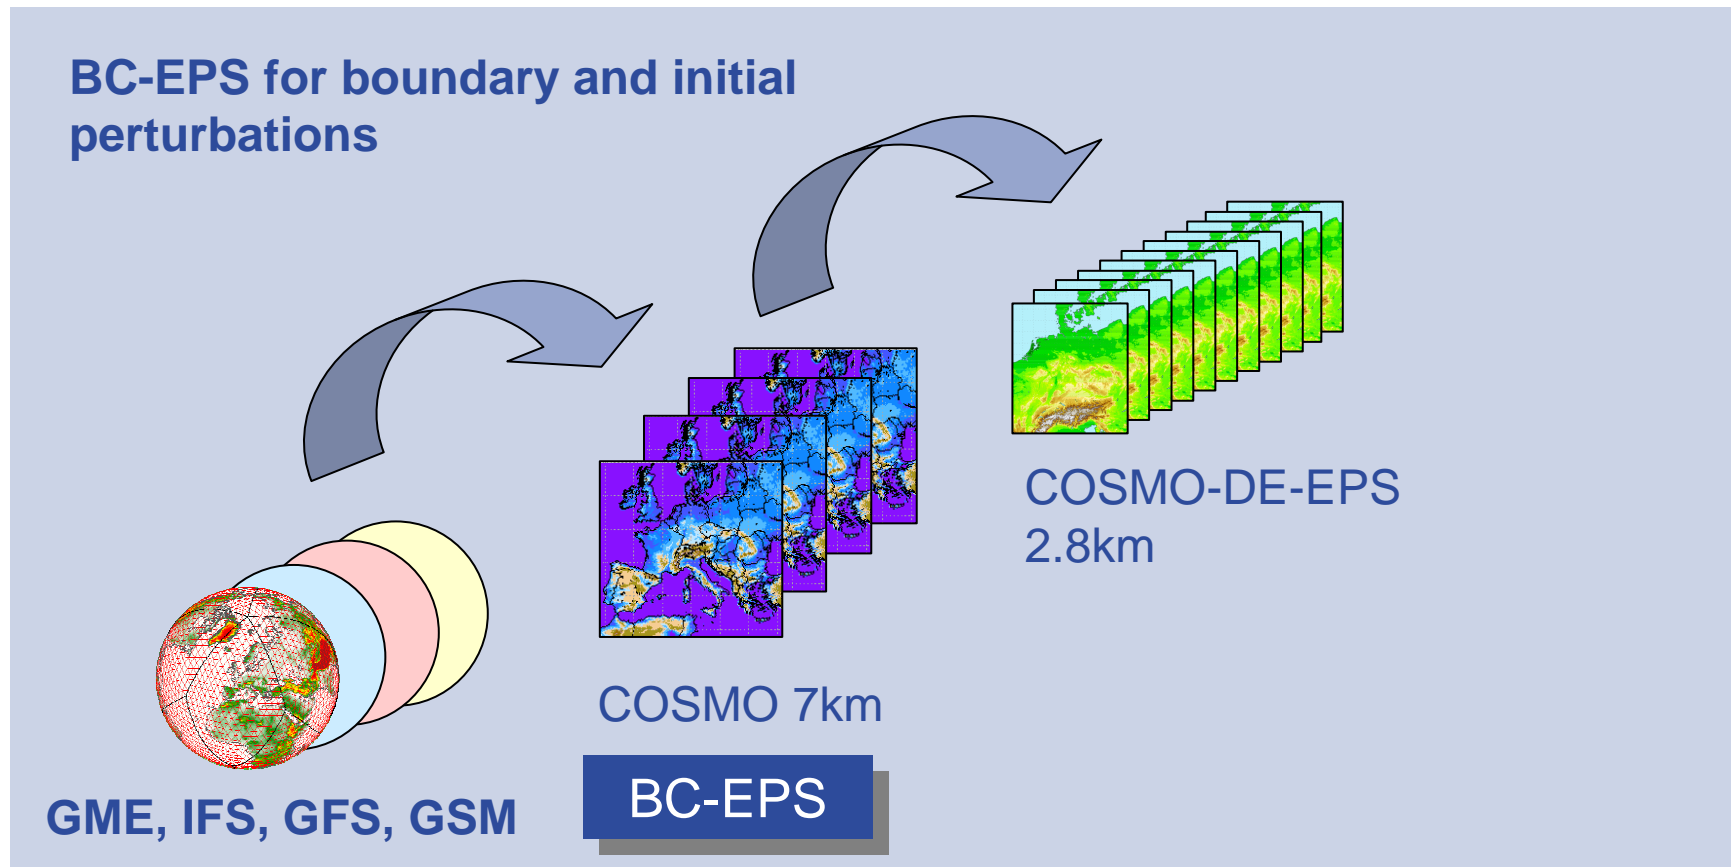 BC-EPS for boundary and initial
perturbations
COSMO-DE-EPS
2.8km
COSMO 7km
BC-EPS
GME, IFS, GFS, GSM